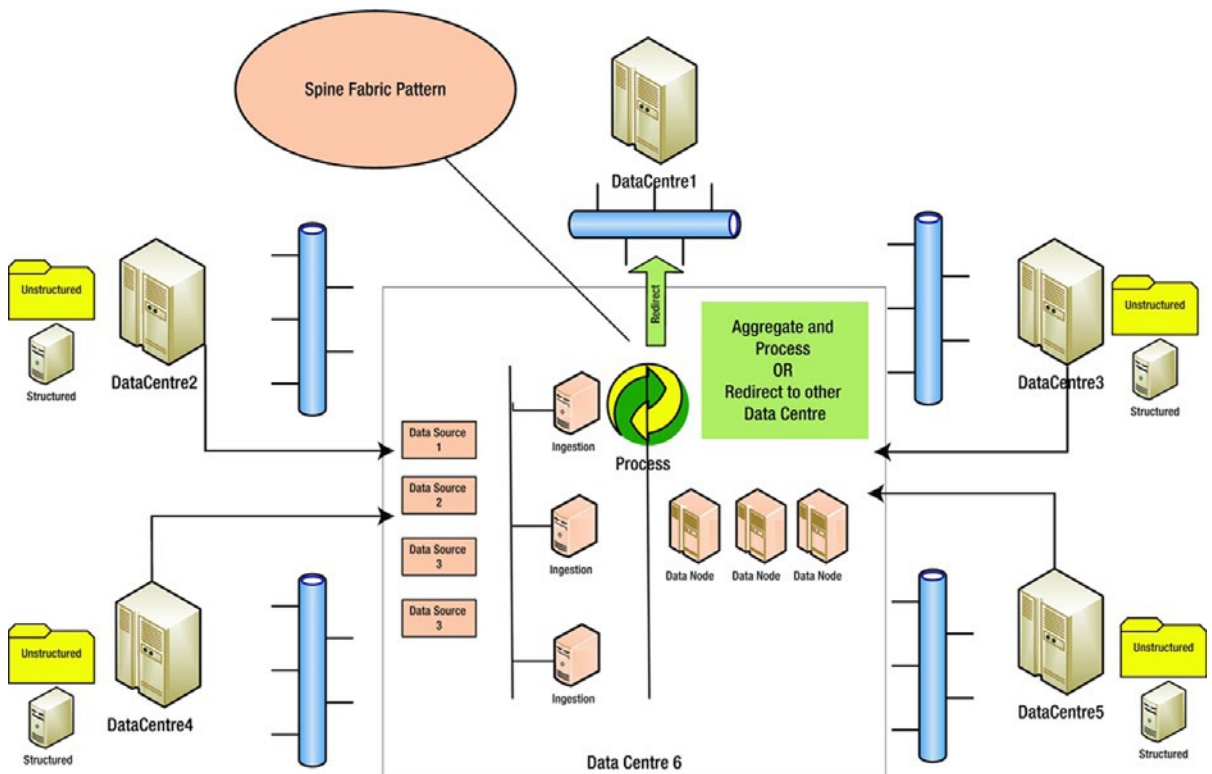 Spine Fabric Pattern
DataCentre1
Redirect
Unstructured
Structured
DataCentre2
Aggregate and
Process
OR
Redirect to other
Data Centre
DataCentre3
Unstructured
Structured
Data Source
1
Data Source
2
Data Source
3
Data Source
3
Ingestion
Ingestion
Ingestion
Process
Data Node
Data Node
Data Node
Unstructured
Structured
DataCentre4
DataCentre5
Unstructured
Structured
Data Centre 6